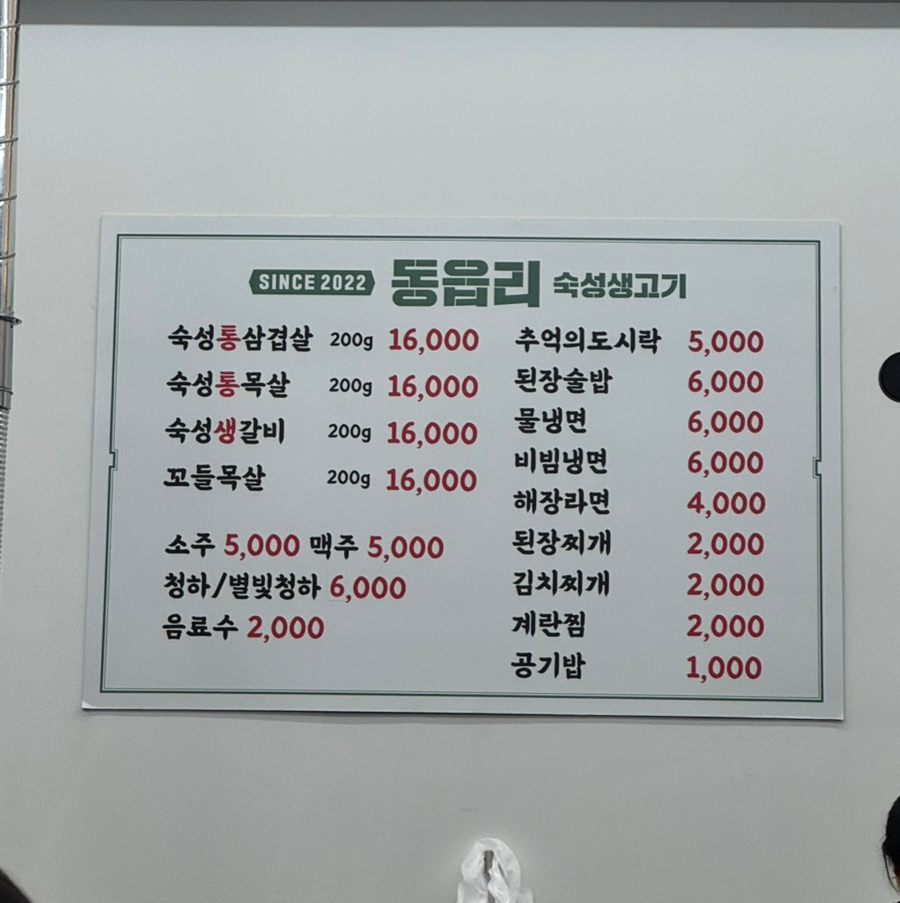 SINCE 2022 동읍리 숙성생고기
숙성통삼겹살 200g 16,000
숙성통목살 200g 16,000
숙성생갈비 200g 16,000
꼬들목살 200g 16,000
소주 5,000 맥주 5,000
청하/별빛청하 6,000
음료수 2,000
추억의도시락 5,000
된장술밥 6,000
물냉면 6,000
비빔냉면 6,000
해장라면 4,000
된장찌개 2,000
김치찌개 2,000
계란찜 2,000
공기밥 1,000